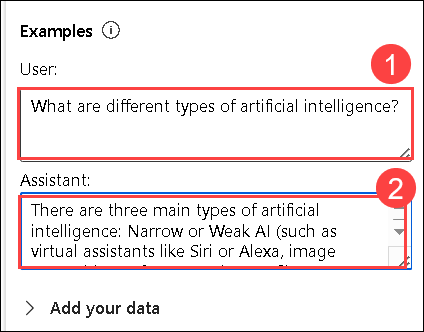 Examples
1
User:
What are different types of artificial intelligence?
Assistant:
2
There are three main types of artificial
intelligence: Narrow or Weak AI (such as
virtual assistants like Siri or Alexa, image
Add your data